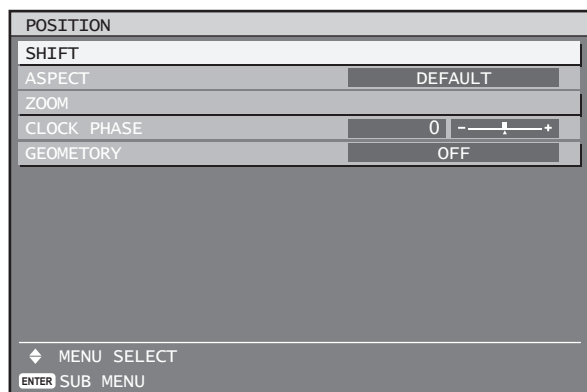 POSITION
SHIFT
ASPECT DEFAULT
ZOOM
CLOCK PHASE 0 - +
GEOMETORY OFF
MENU SELECT
ENTER SUB MENU